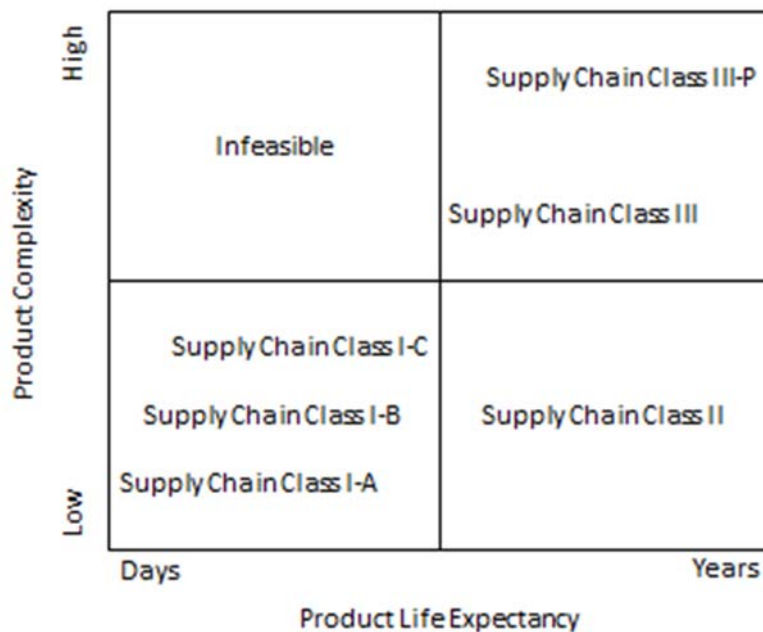 High
Product Complexity
Low
Infeasible
Supply Chain Class III-P
Supply Chain Class III
Supply Chain Class I-C
Supply Chain Class I-B
Supply Chain Class I-A
Supply Chain Class II
Days
Years
Product Life Expectancy